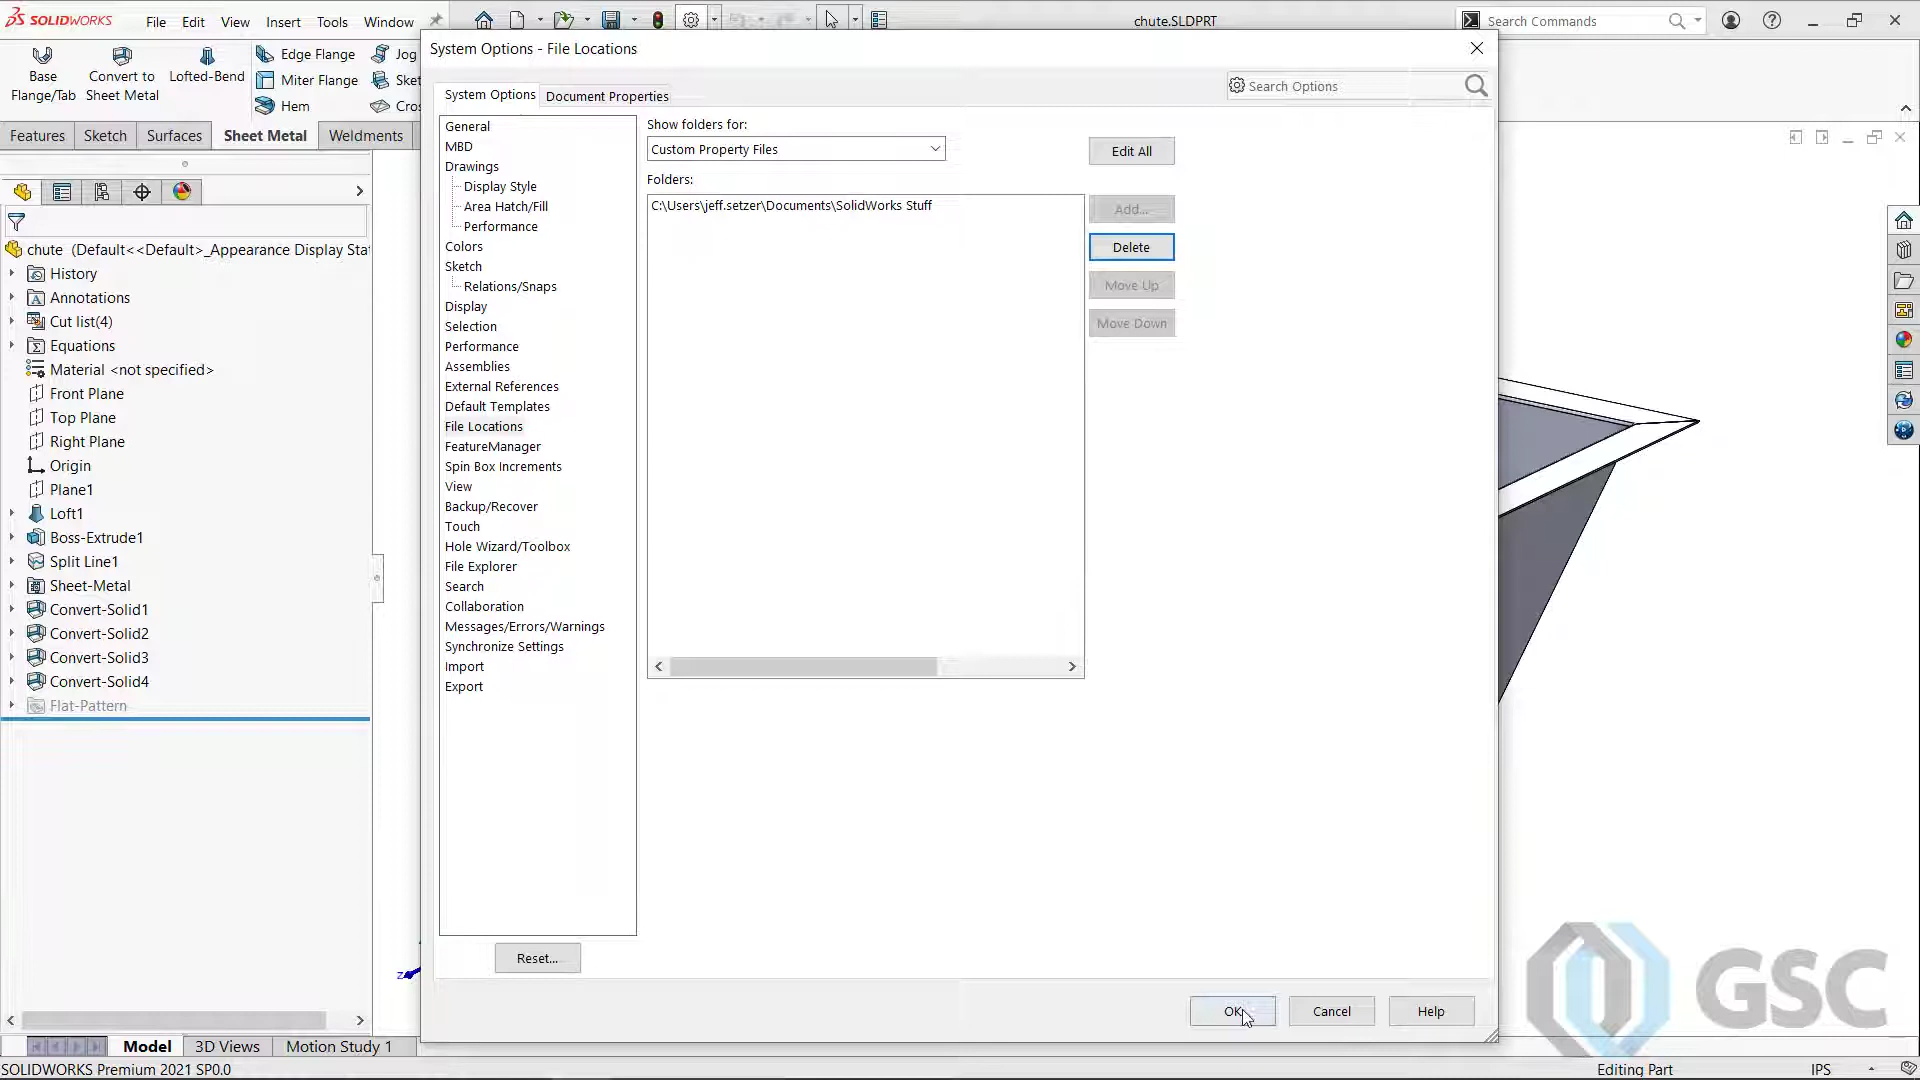 SOLIDWORKS File Edit View Insert Tools Window chute.SLDPRT Search Commands
System Options - File Locations
Base Flange/Tab
Convert to Sheet Metal
Lofted-Bend
Edge Flange
Miter Flange
Hem
Jog
Sket
Cros
Features Sketch Surfaces Sheet Metal Weldments
System Options Document Properties
Search Options
chute (Default<<Default>_Appearance Display Stat
History
Annotations
Cut list(4)
Equations
Material <not specified>
Front Plane
Top Plane
Right Plane
Origin
Plane1
Loft1
Boss-Extrude1
Split Line1
Sheet-Metal
Convert-Solid1
Convert-Solid2
Convert-Solid3
Convert-Solid4
Flat-Pattern
General
MBD
Drawings
Display Style
Area Hatch/Fill
Performance
Colors
Sketch
Relations/Snaps
Display
Selection
Performance
Assemblies
External References
Default Templates
File Locations
FeatureManager
Spin Box Increments
View
Backup/Recover
Touch
Hole Wizard/Toolbox
File Explorer
Search
Collaboration
Messages/Errors/Warnings
Synchronize Settings
Import
Export
Reset...
Show folders for:
Custom Property Files
Folders:
C:\Users\jeff.setzer\Documents\SolidWorks Stuff
Edit All
Add...
Delete
Move Up
Move Down
OK Cancel Help
Z
GSC
Model 3D Views Motion Study 1
SOLIDWORKS Premium 2021 SP0.0 Editing Part IPS